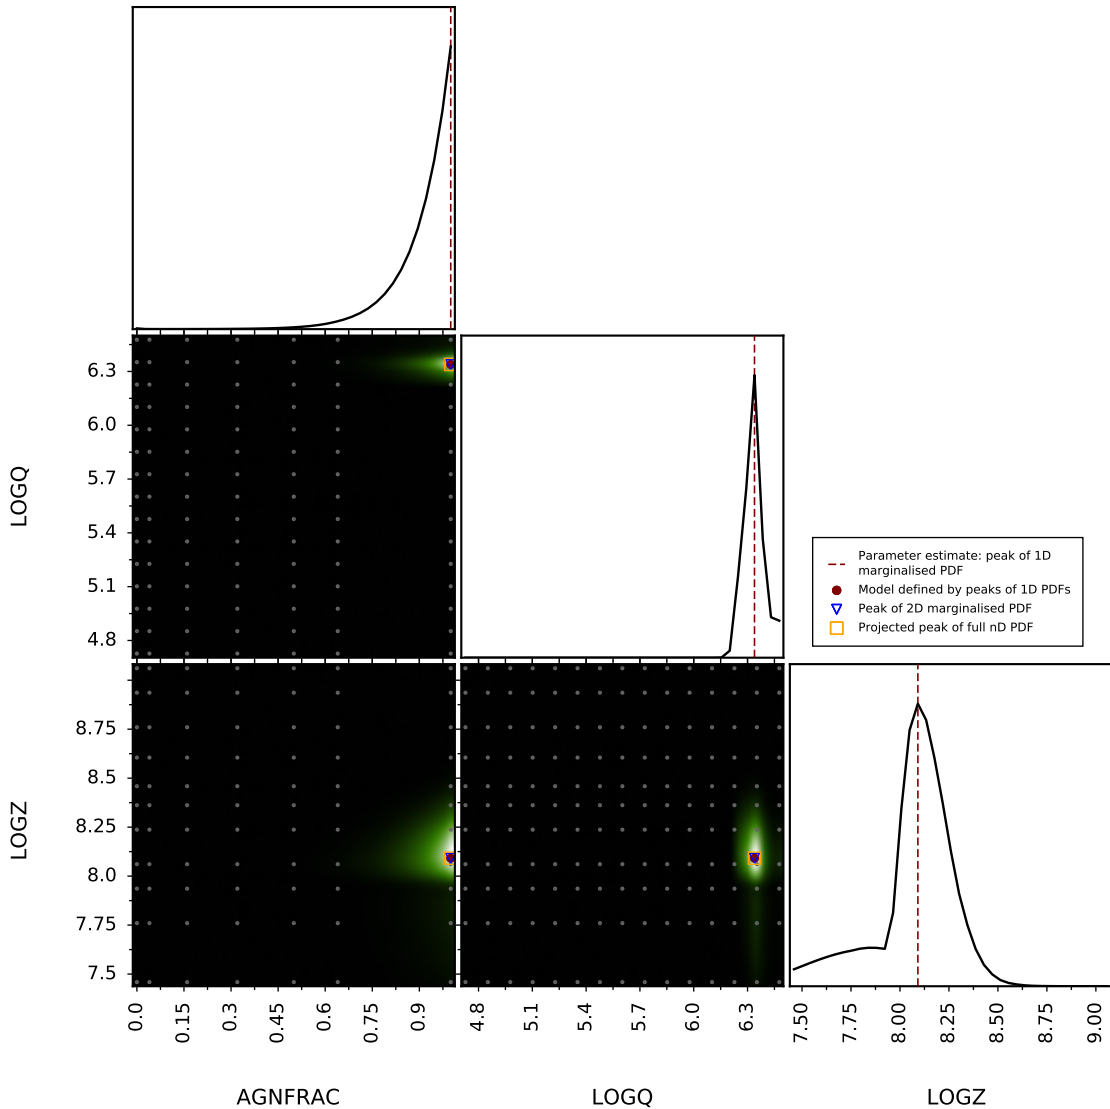 6.3
6.0
5.7
5.4
5.1
4.8
LOGQ
Parameter estimate: peak of 1D
marginalised PDF
Model defined by peaks of 1D PDFs
Peak of 2D marginalised PDF
Projected peak of full nD PDF
8.75
8.5
8.25
8.0
7.75
7.5
LOGZ
0.0 0.15 0.3 0.45 0.6 0.75 0.9
4.8 5.1 5.4 5.7 6.0 6.3
7.50 7.75 8.00 8.25 8.50 8.75 9.00
AGNFRAC LOGQ LOGZ